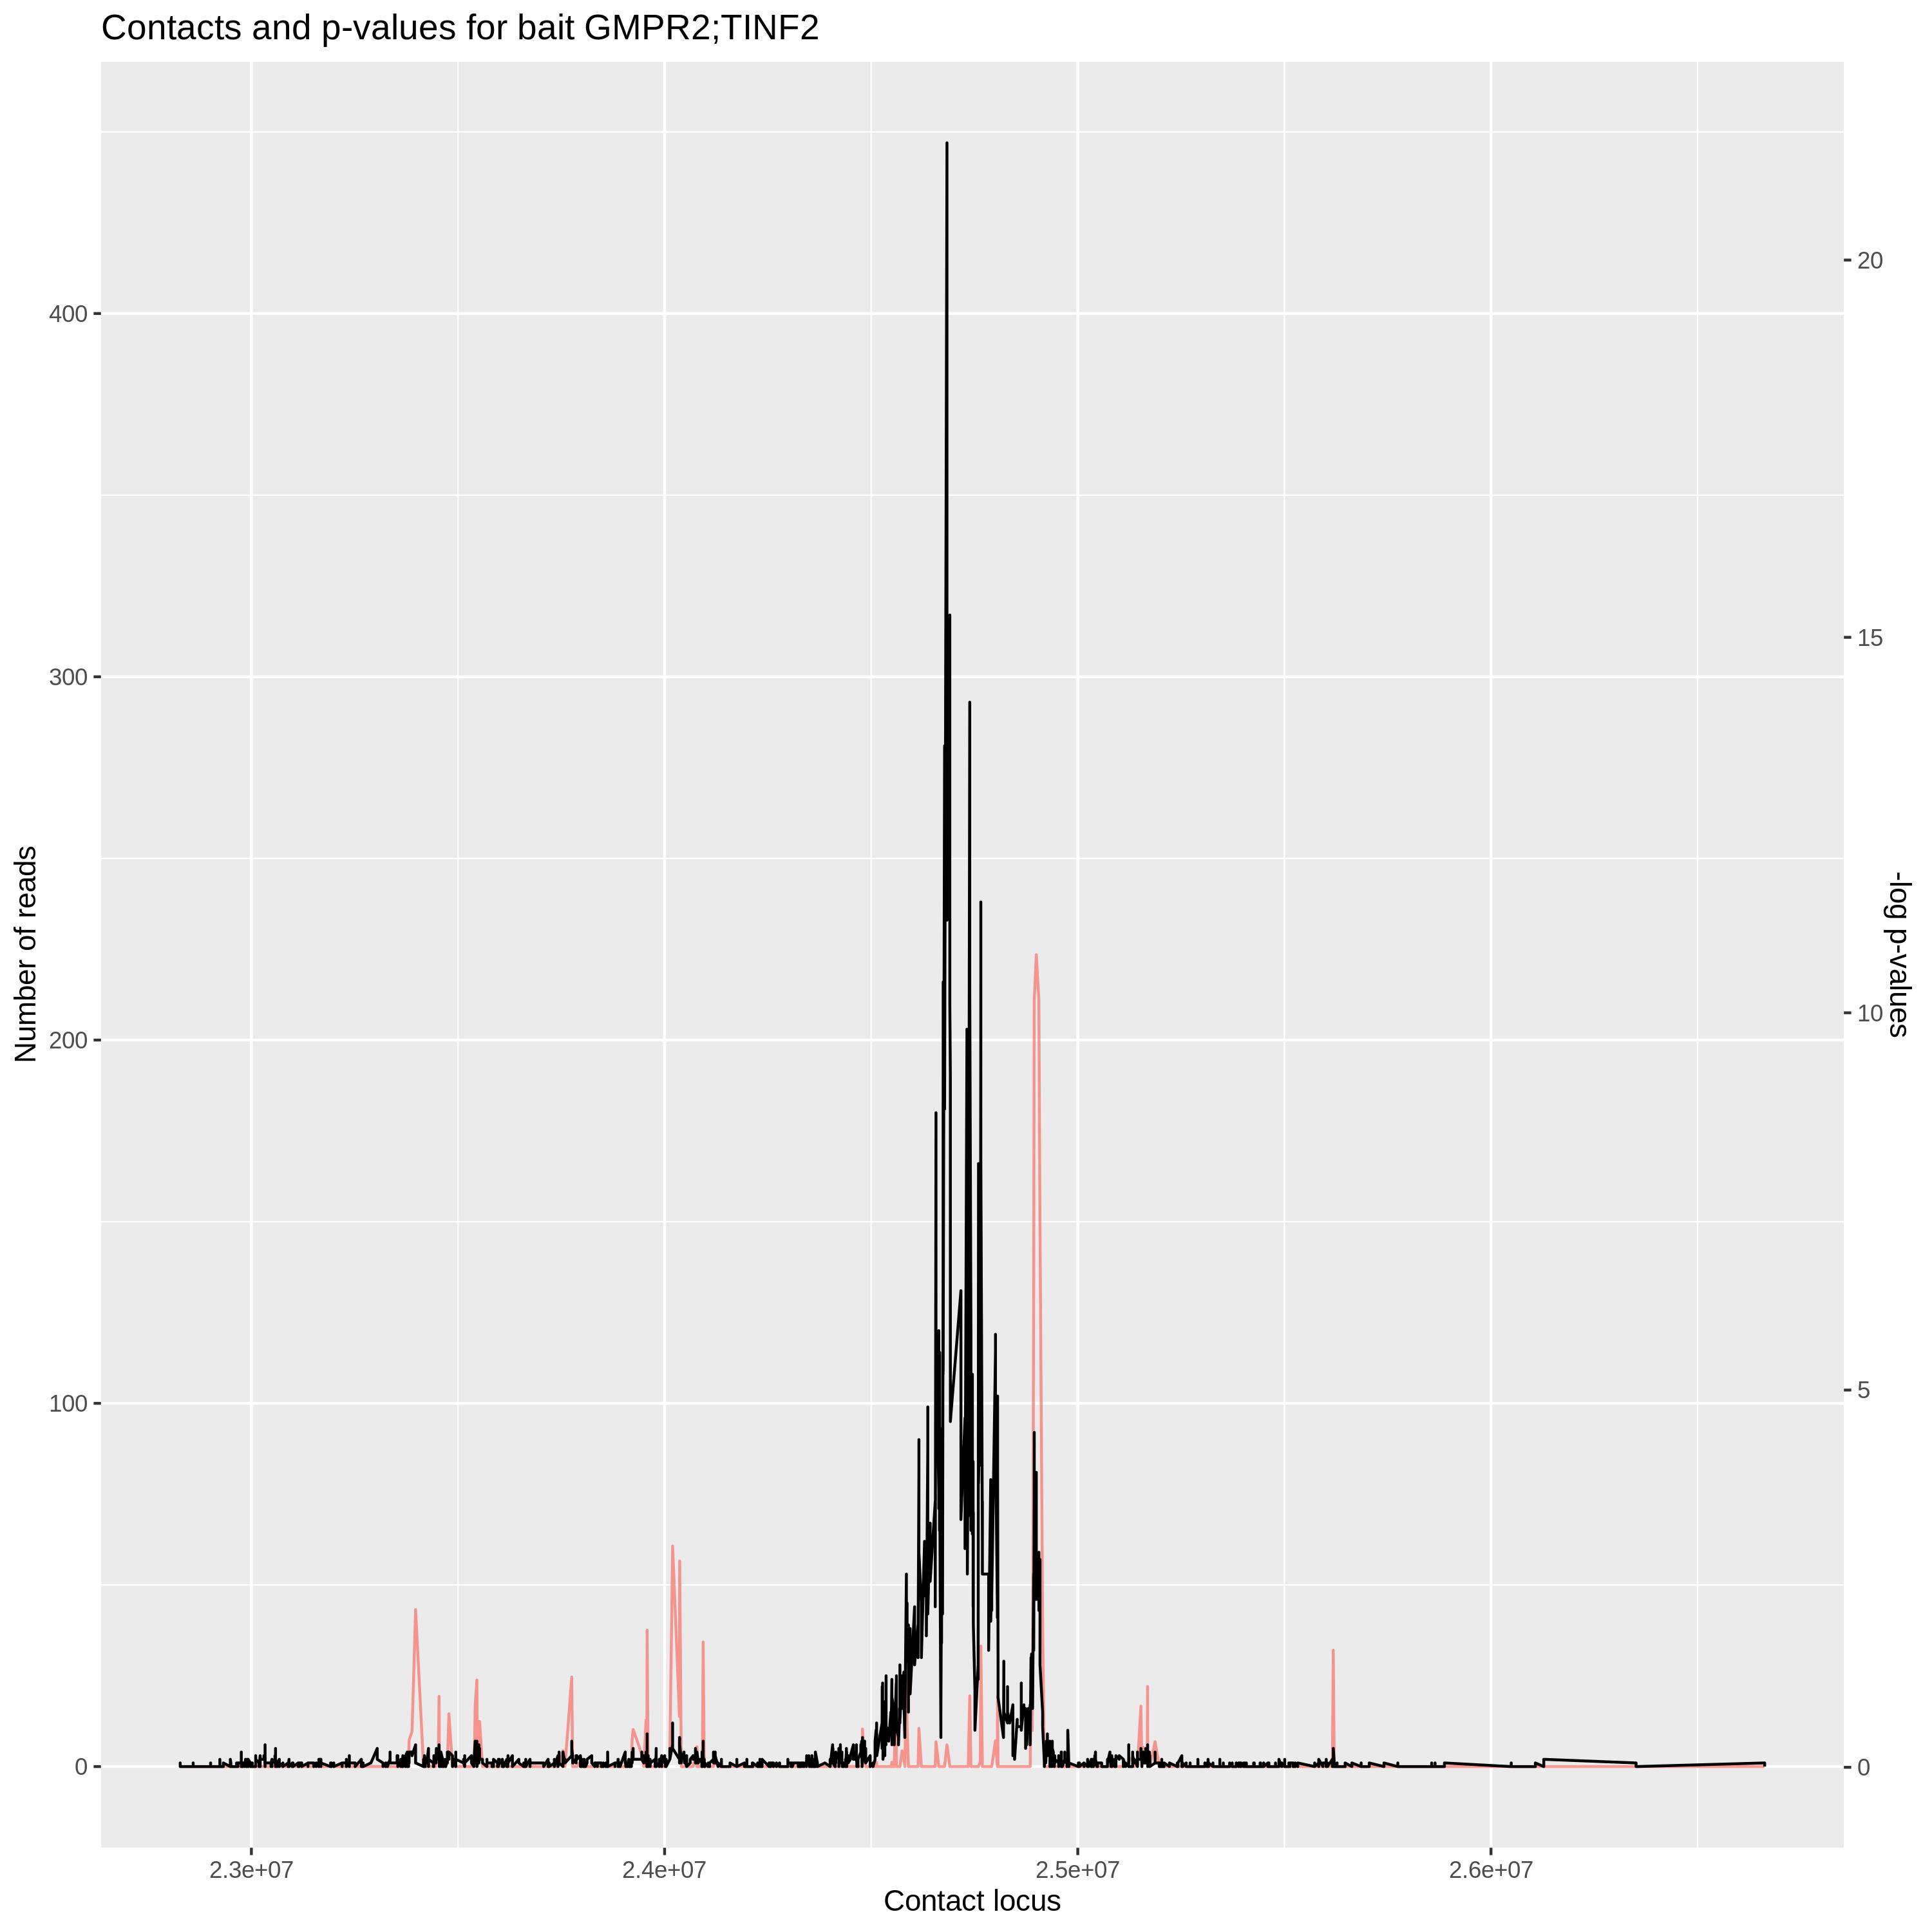 Contacts and p-values for bait GMPR2;TINF2
400
300
200
100
0
Number of reads
20
15
10
5
0
-log p-values
2.3e+07
2.4e+07
2.5e+07
2.6e+07
Contact locus